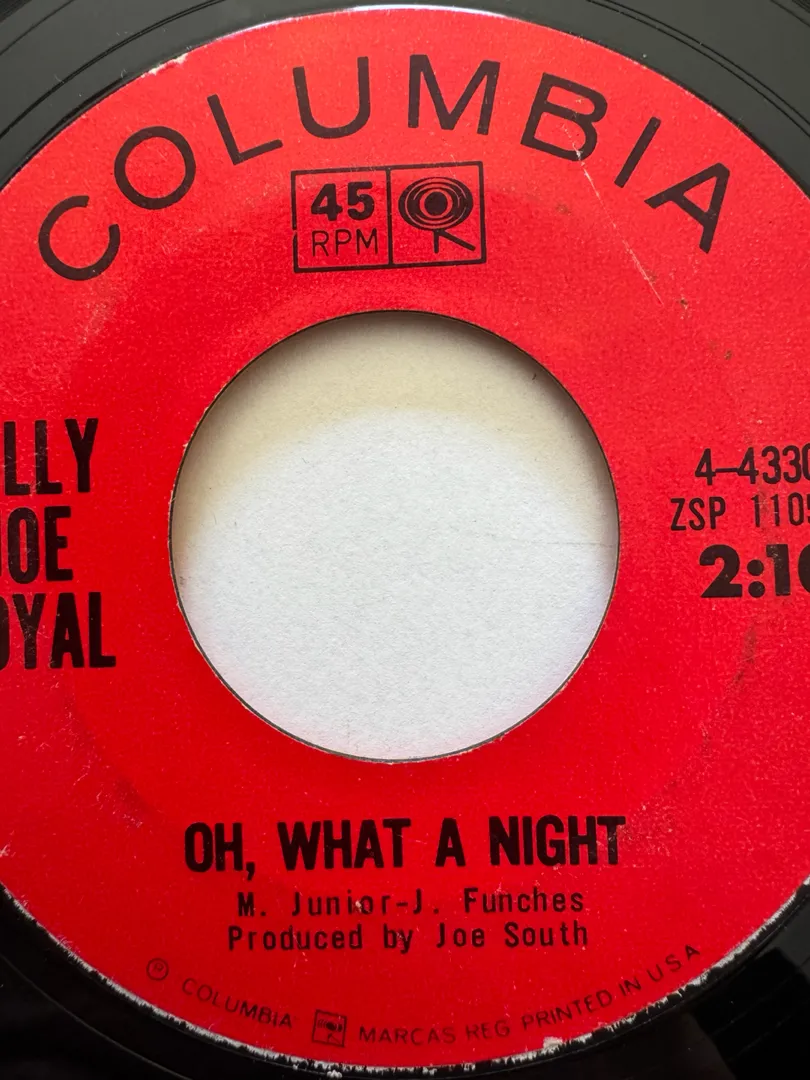 COLUMBIA
45
RPM
LLY
OE
OYAL
4–4330
ZSP 110
2:1
OH, WHAT A NIGHT
M. Junior-J. Funches
Produced by Joe South
® COLUMBIA MARCAS REG PRINTED IN USA